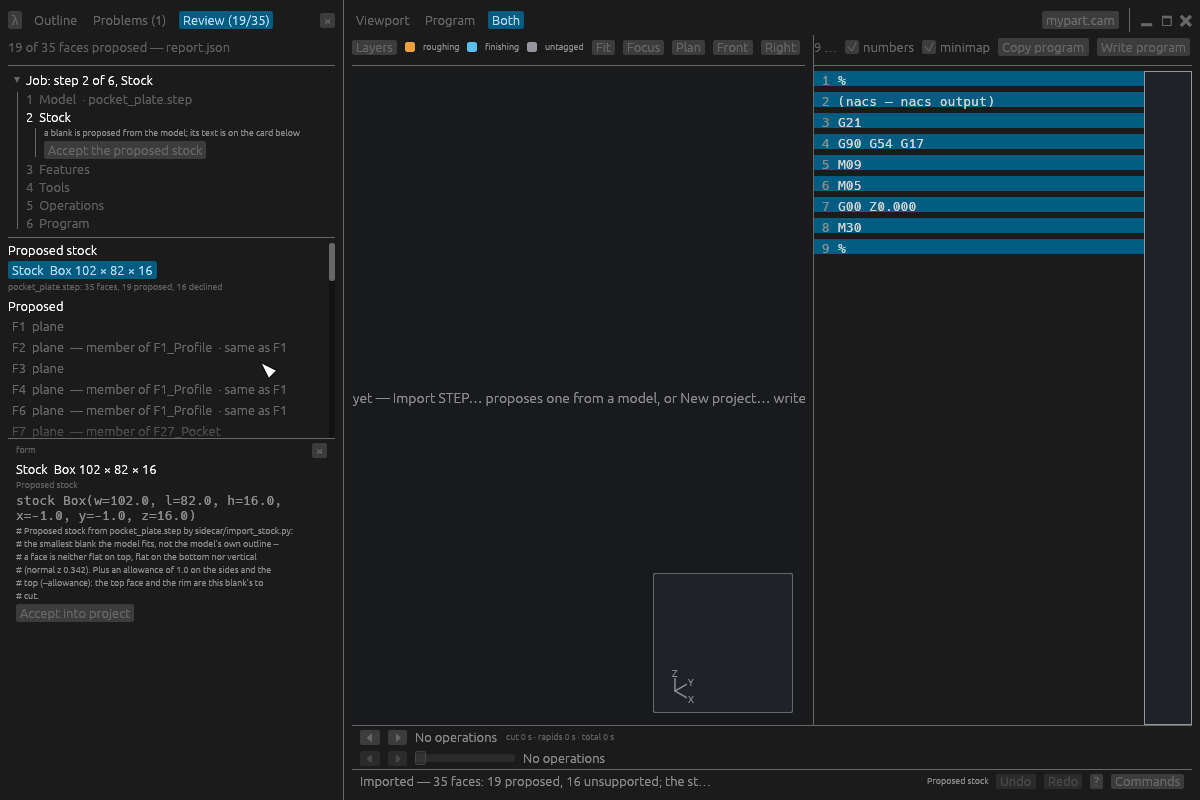 λ Outline Problems (1) Review (19/35) ×
19 of 35 faces proposed — report.json
Job: step 2 of 6, Stock
1 Model · pocket_plate.step
2 Stock
a blank is proposed from the model; its text is on the card below
Accept the proposed stock
3 Features
4 Tools
5 Operations
6 Program
Proposed stock
Stock Box 102 × 82 × 16
pocket_plate.step: 35 faces, 19 proposed, 16 declined
Proposed
F1 plane
F2 plane — member of F1_Profile · same as F1
F3 plane
F4 plane — member of F1_Profile · same as F1
F6 plane — member of F1_Profile · same as F1
F7 plane — member of F27_Pocket
form ×
Stock Box 102 × 82 × 16
Proposed stock
stock Box(w=102.0, l=82.0, h=16.0,
x=-1.0, y=-1.0, z=16.0)
# Proposed stock from pocket_plate.step by sidecar/import_stock.py:
# the smallest blank the model fits, not the model's own outline –
# a face is neither flat on top, flat on the bottom nor vertical
# (normal z 0.342). Plus an allowance of 1.0 on the sides and the
# top (--allowance): the top face and the rim are this blank's to
# cut.
Accept into project
Viewport Program Both
mypart.cam
Layers roughing finishing untagged Fit Focus Plan Front Right
9 … numbers minimap Copy program Write program
yet — Import STEP… proposes one from a model, or New project… write
Z
Y
X
1 %
2 (nacs — nacs output)
3 G21
4 G90 G54 G17
5 M09
6 M05
7 G00 Z0.000
8 M30
9 %
No operations cut 0 s · rapids 0 s · total 0 s
No operations
Imported — 35 faces: 19 proposed, 16 unsupported; the st…
Proposed stock Undo Redo ? Commands